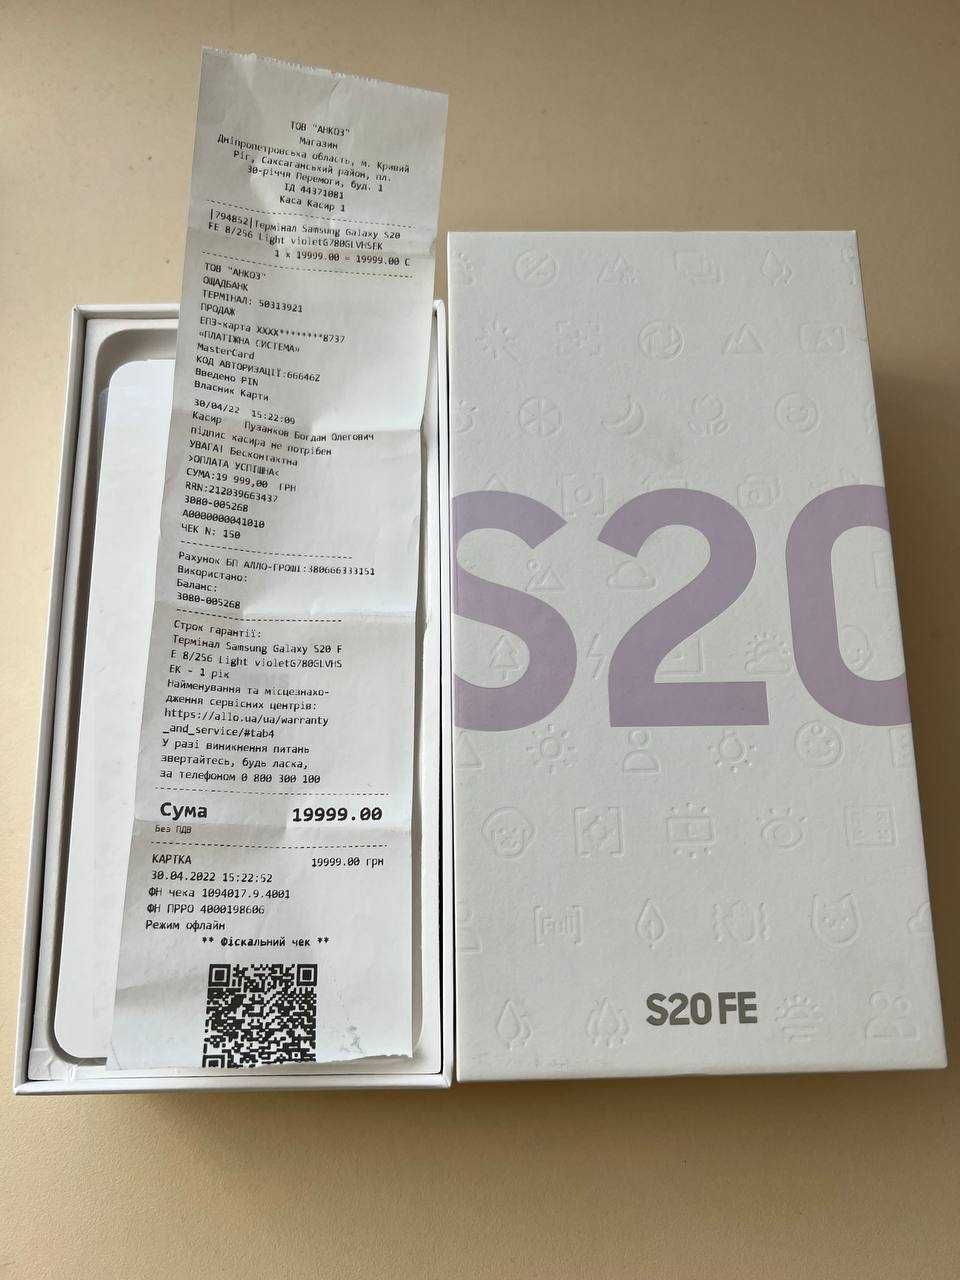 ТОВ "АНКОЗ"
Магазин
Дніпропетровська область, м. Кривий
Ріг, Саксаганський район, пл.
30-річчя Перемоги, буд. 1
ІД 44371081
Каса Касир 1
|794852|Термінал Samsung Galaxy S20
FE 8/256 Light violetG780GLVHSEK
1 x 19999.00 = 19999.00 С
ТОВ "АНКОЗ"
ОЩАДБАНК
ТЕРМІНАЛ: 50313921
ПРОДАЖ
ЕПЗ-карта XXXX********8737
«ПЛАТІЖНА СИСТЕМА»
MasterCard
КОД АВТОРИЗАЦІЇ:666462
Введено PIN
Власник Карти
30/04/22 15:22:09
Касир Пузанков Богдан Олегович
підпис касира не потрібен
УВАГА! Бесконтактна
>ОПЛАТА УСПІШНА<
СУМА:19 999,00 ГРН
RRN:212039663437
3080-005268
A0000000041010
ЧЕК N: 150
Рахунок БП АЛЛО-ГРОШІ:380666333151
Використано:
Баланс:
3080-005268
Строк гарантії:
Термінал Samsung Galaxy S20 F
E 8/256 Light violetG780GLVHS
EK - 1 рік
Найменування та місцезнахо-
дження сервісних центрів:
https://allo.ua/ua/warranty
_and_service/#tab4
У разі виникнення питань
звертайтесь, будь ласка,
за телефоном 0 800 300 100
Сума 19999.00
Без ПДВ
КАРТКА 19999.00 грн
30.04.2022 15:22:52
ФН чека 1094017.9.4001
ФН ПРРО 4000198606
Режим офлайн
** Фіскальний чек **
S20
S20 FE